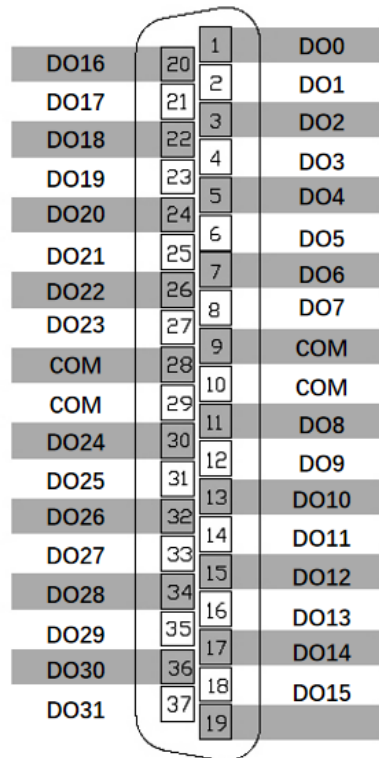 1 DO0
DO16 20
2 DO1
DO17 21
3 DO2
DO18 22
4 DO3
DO19 23
5 DO4
DO20 24
6 DO5
DO21 25
7 DO6
DO22 26
8 DO7
DO23 27
9 COM
COM 28
10 COM
COM 29
11 DO8
DO24 30
12 DO9
DO25 31
13 DO10
DO26 32
14 DO11
DO27 33
15 DO12
DO28 34
16 DO13
DO29 35
17 DO14
DO30 36
18 DO15
DO31 37
19